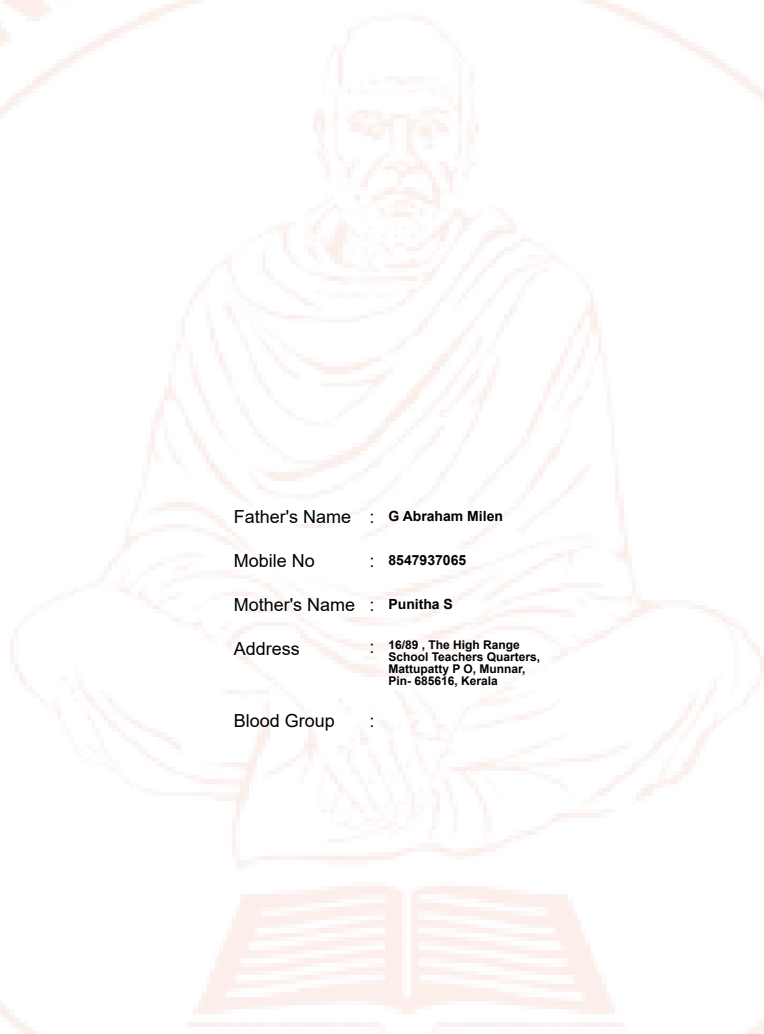 Father's Name : G Abraham Milen
Mobile No : 8547937065
Mother's Name : Punitha S
Address : 16/89 , The High Range
School Teachers Quarters,
Mattupatty P O, Munnar,
Pin- 685616, Kerala
Blood Group :